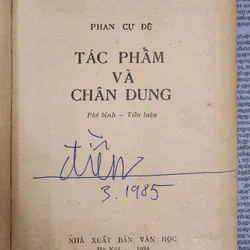 PHAN CỰ ĐỆ
TÁC PHẨM
VÀ
CHÂN DUNG
Phê bình — Tiểu luận
điền
3.1985
NHÀ XUẤT BẢN VĂN HỌC
Hà Nội — 1984